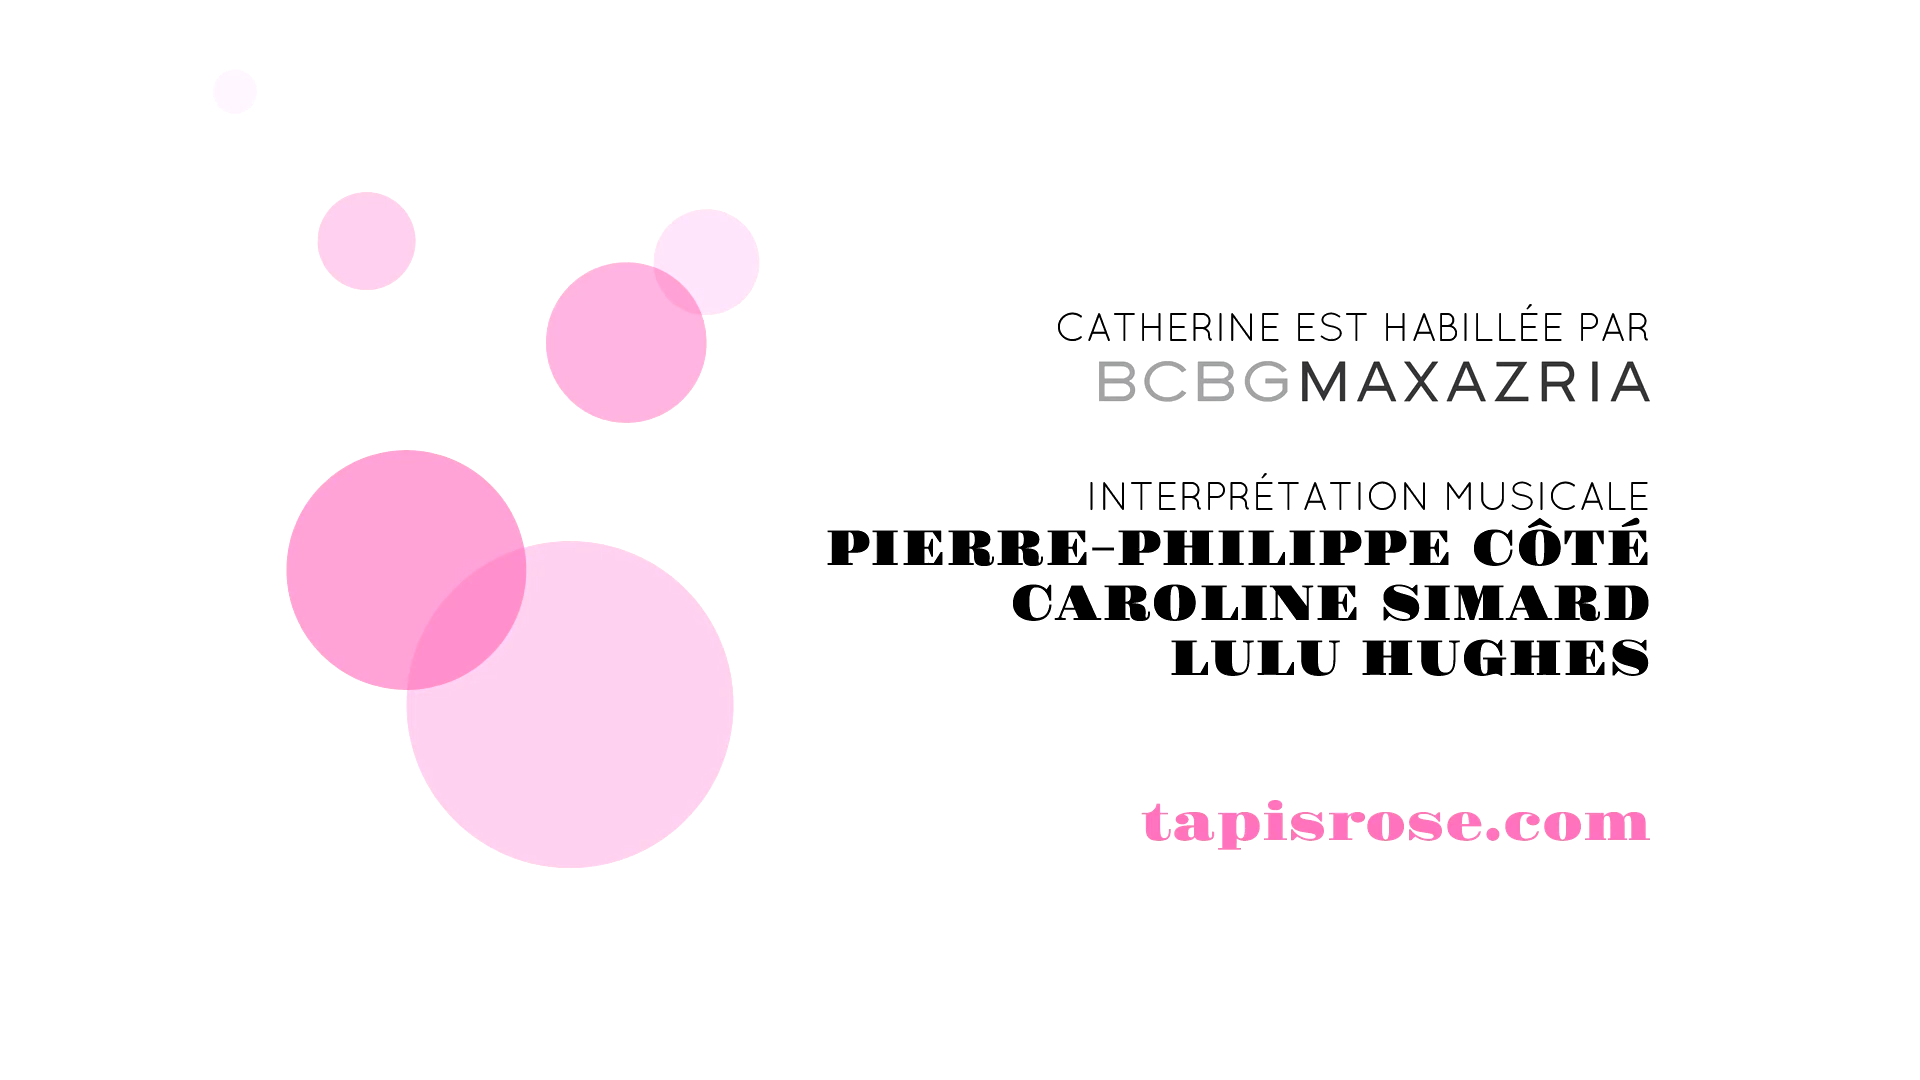 CATHERINE EST HABILLÉE PAR
BCBGMAXAZRIA
INTERPRÉTATION MUSICALE
PIERRE-PHILIPPE CÔTÉ
CAROLINE SIMARD
LULU HUGHES
tapisrose.com